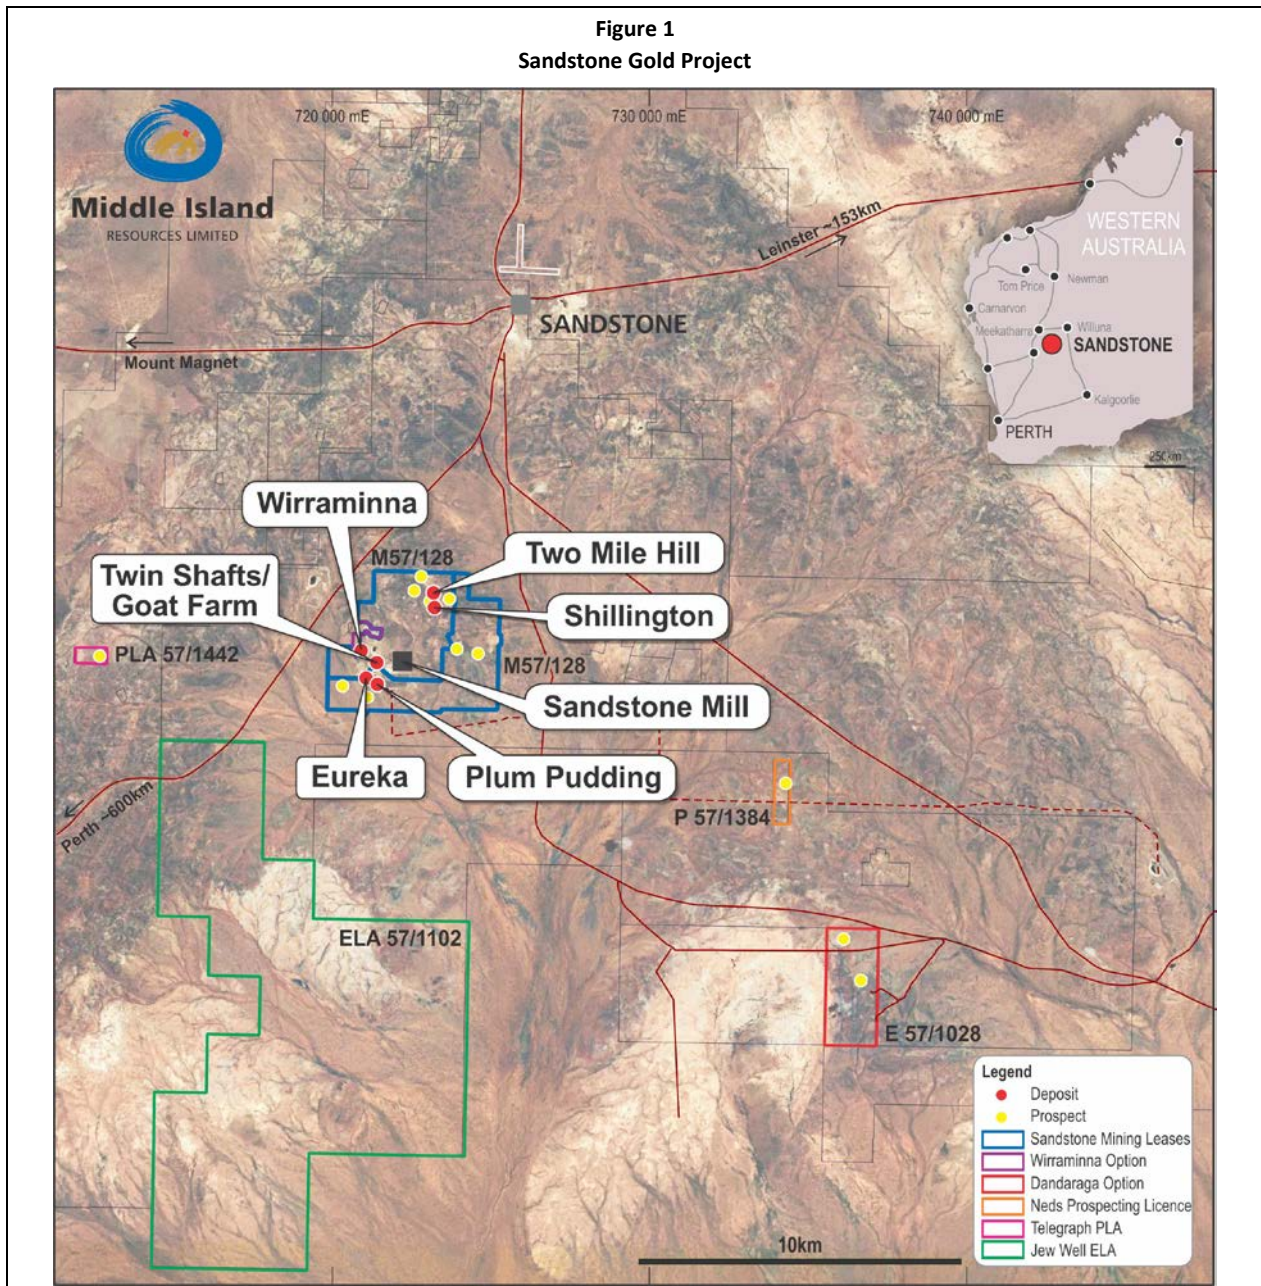 Figure 1
Sandstone Gold Project
720 000 mE
730 000 mE
740 000 mE
Middle Island
RESOURCES LIMITED
Leinster ~153km
WESTERN
AUSTRALIA
Tom Price
Newman
Carnarvon
Meekatharra
Wiluna
SANDSTONE
Kalgoorlie
PERTH
250km
SANDSTONE
Mount Magnet
Wirraminna
M57/128
Two Mile Hill
Twin Shafts/
Goat Farm
Shillington
PLA 57/1442
M57/128
Sandstone Mill
Eureka
Plum Pudding
Perth ~600km
P 57/1384
ELA 57/1102
E 57/1028
Legend
Deposit
Prospect
Sandstone Mining Leases
Wirraminna Option
Dandaraga Option
Neds Prospecting Licence
Telegraph PLA
Jew Well ELA
10km